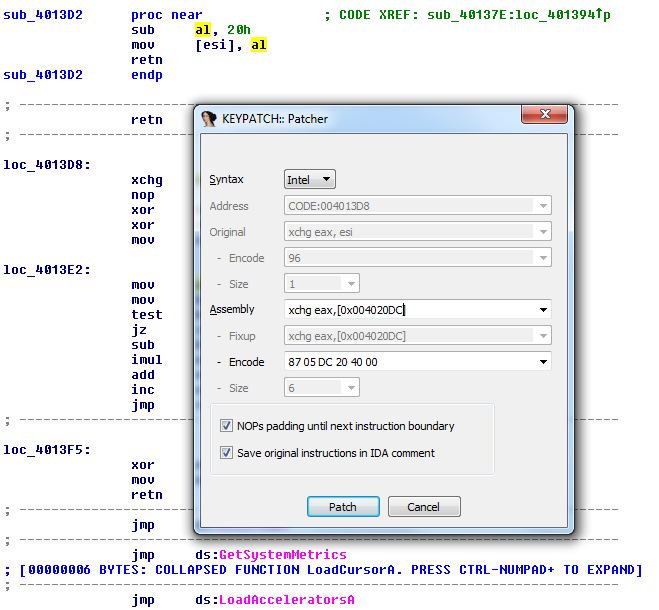 sub_4013D2 proc near ; CODE XREF: sub_40137E:loc_401394↑p
sub al, 20h
mov [esi], al
retn
sub_4013D2 endp
; ---------------------------------------------------------------------------
retn
; ---------------------------------------------------------------------------
loc_4013D8:
xchg
nop
xor
xor
mov
loc_4013E2:
mov
mov
test
jz
sub
imul
add
inc
jmp
; ---------------------------------------------------------------------------
loc_4013F5:
xor
mov
retn
; ---------------------------------------------------------------------------
jmp
; ---------------------------------------------------------------------------
jmp ds:GetSystemMetrics
; [00000006 BYTES: COLLAPSED FUNCTION LoadCursorA. PRESS CTRL-NUMPAD+ TO EXPAND]
; ---------------------------------------------------------------------------
jmp ds:LoadAcceleratorsA
KEYPATCH:: Patcher
Syntax Intel
Address CODE:004013D8
Original xchg eax, esi
- Encode 96
- Size 1
Assembly xchg eax,[0x004020DC]
- Fixup xchg eax,[0x004020DC]
- Encode 87 05 DC 20 40 00
- Size 6
NOPs padding until next instruction boundary
Save original instructions in IDA comment
Patch Cancel